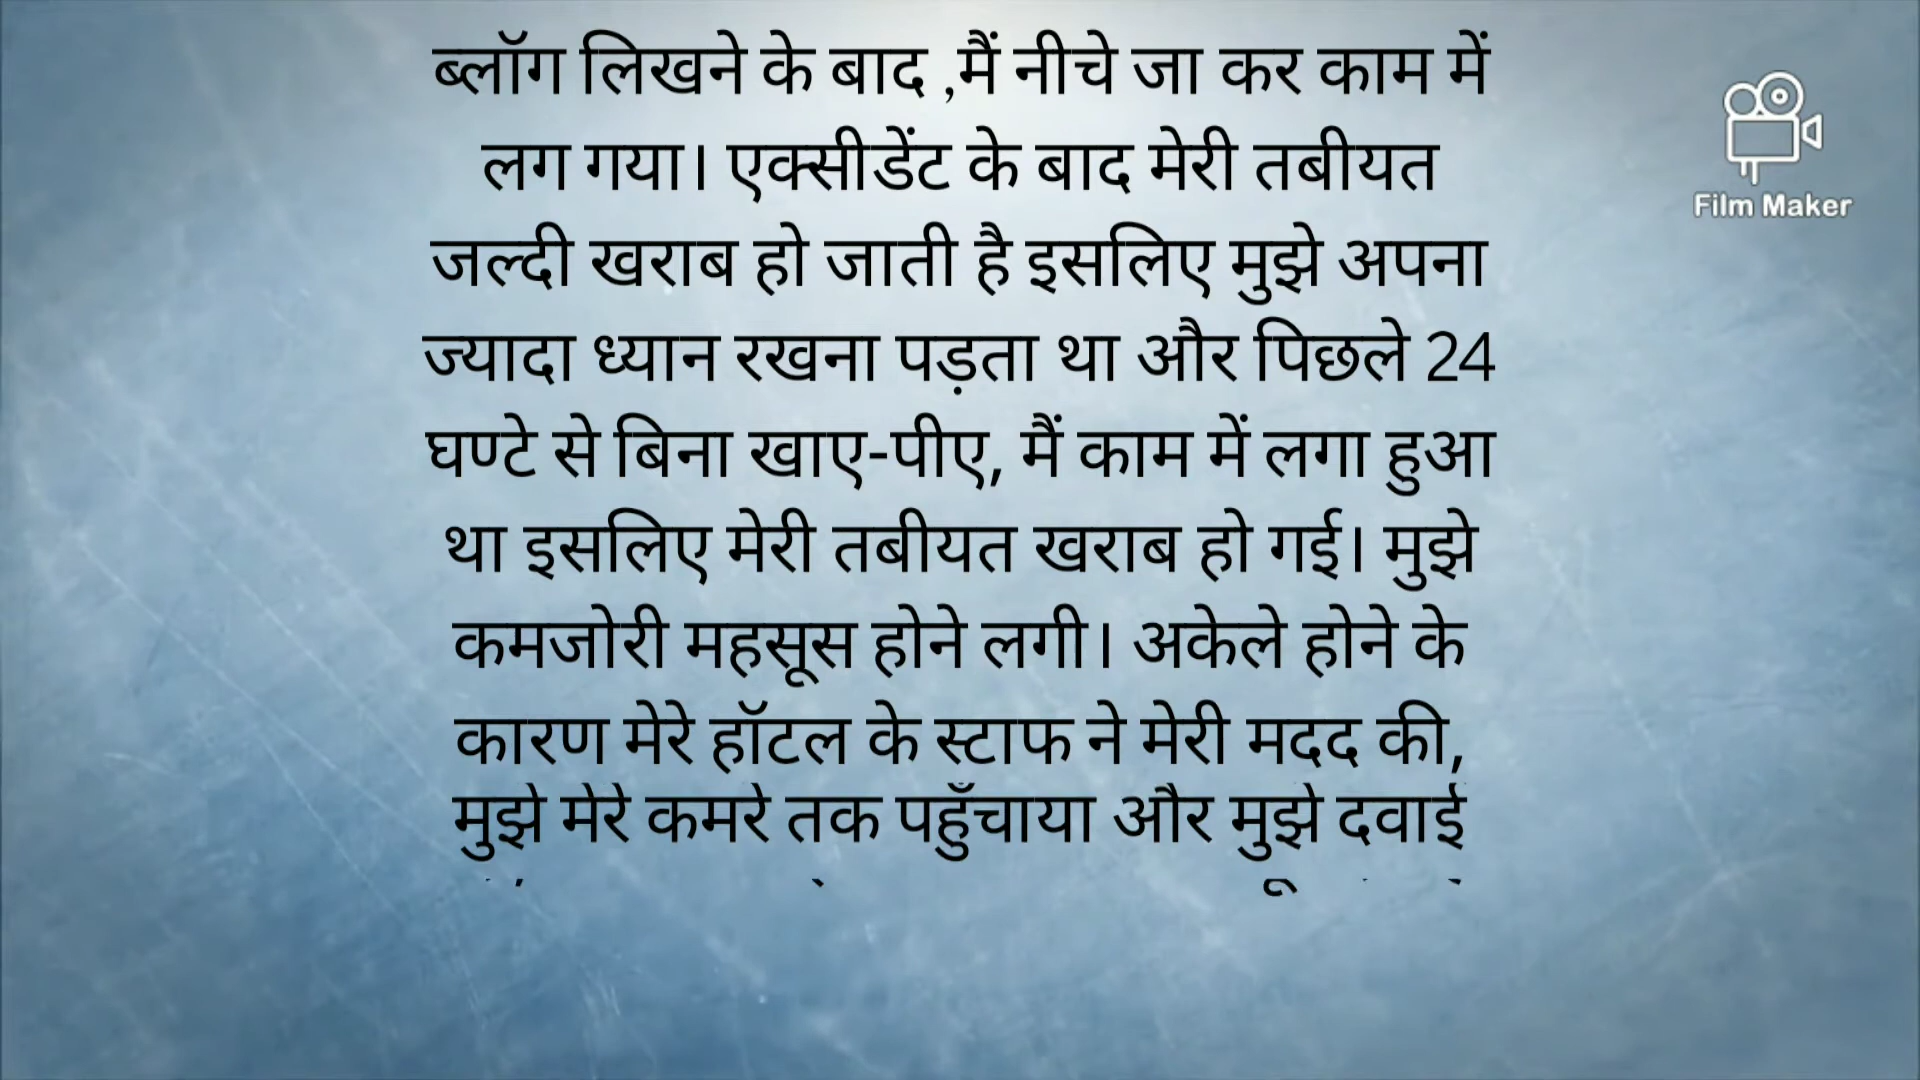 ब्लॉग लिखने के बाद ,मैं नीचे जा कर काम में
लग गया। एक्सीडेंट के बाद मेरी तबीयत
जल्दी खराब हो जाती है इसलिए मुझे अपना
ज्यादा ध्यान रखना पड़ता था और पिछले 24
घण्टे से बिना खाए-पीए, मैं काम में लगा हुआ
था इसलिए मेरी तबीयत खराब हो गई। मुझे
कमजोरी महसूस होने लगी। अकेले होने के
कारण मेरे हॉटल के स्टाफ ने मेरी मदद की,
मुझे मेरे कमरे तक पहुँचाया और मुझे दवाई
Film Maker